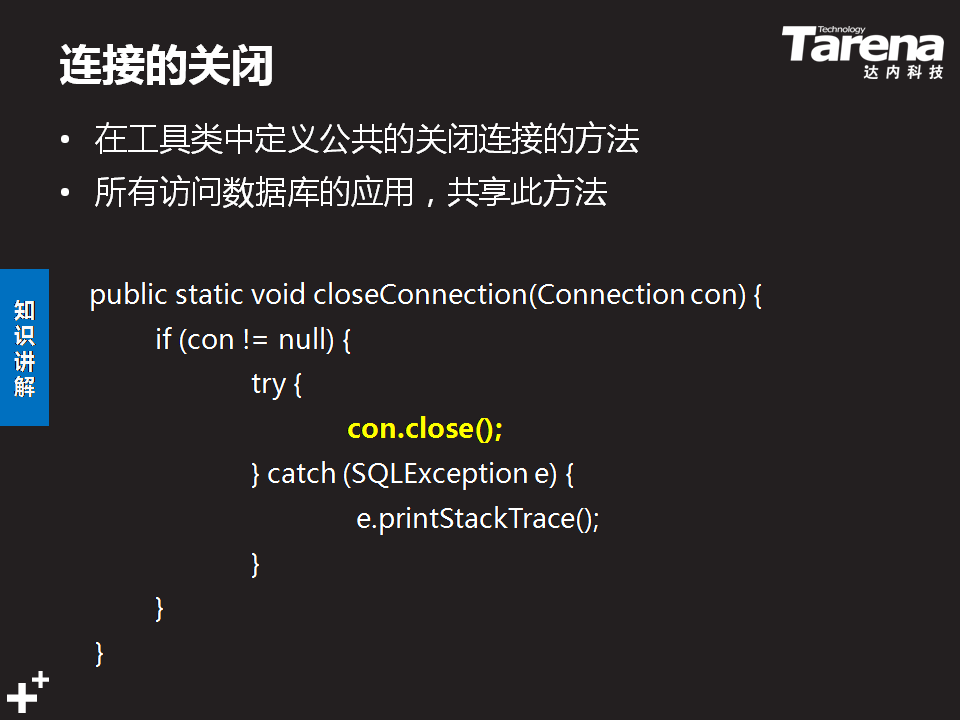 连接的关闭
Technology
Tarena
达内科技
• 在工具类中定义公共的关闭连接的方法
• 所有访问数据库的应用，共享此方法
知识讲解
public static void closeConnection(Connection con) {
if (con != null) {
try {
con.close();
} catch (SQLException e) {
e.printStackTrace();
}
}
}